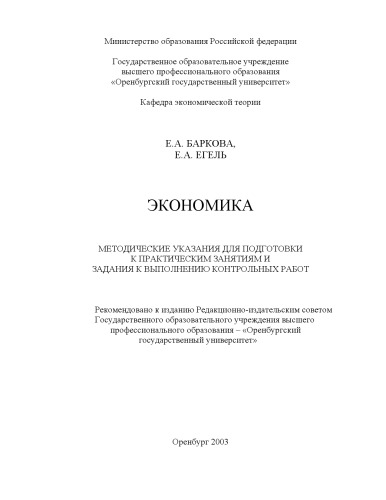 Министерство образования Российской федерации
Государственное образовательное учреждение
высшего профессионального образования
«Оренбургский государственный университет»
Кафедра экономической теории
Е.А. БАРКОВА,
Е.А. ЕГЕЛЬ
ЭКОНОМИКА
МЕТОДИЧЕСКИЕ УКАЗАНИЯ ДЛЯ ПОДГОТОВКИ
К ПРАКТИЧЕСКИМ ЗАНЯТИЯМ И
ЗАДАНИЯ К ВЫПОЛНЕНИЮ КОНТРОЛЬНЫХ РАБОТ
Рекомендовано к изданию Редакционно-издательским советом
Государственного образовательного учреждения высшего
профессионального образования – «Оренбургский
государственный университет»
Оренбург 2003